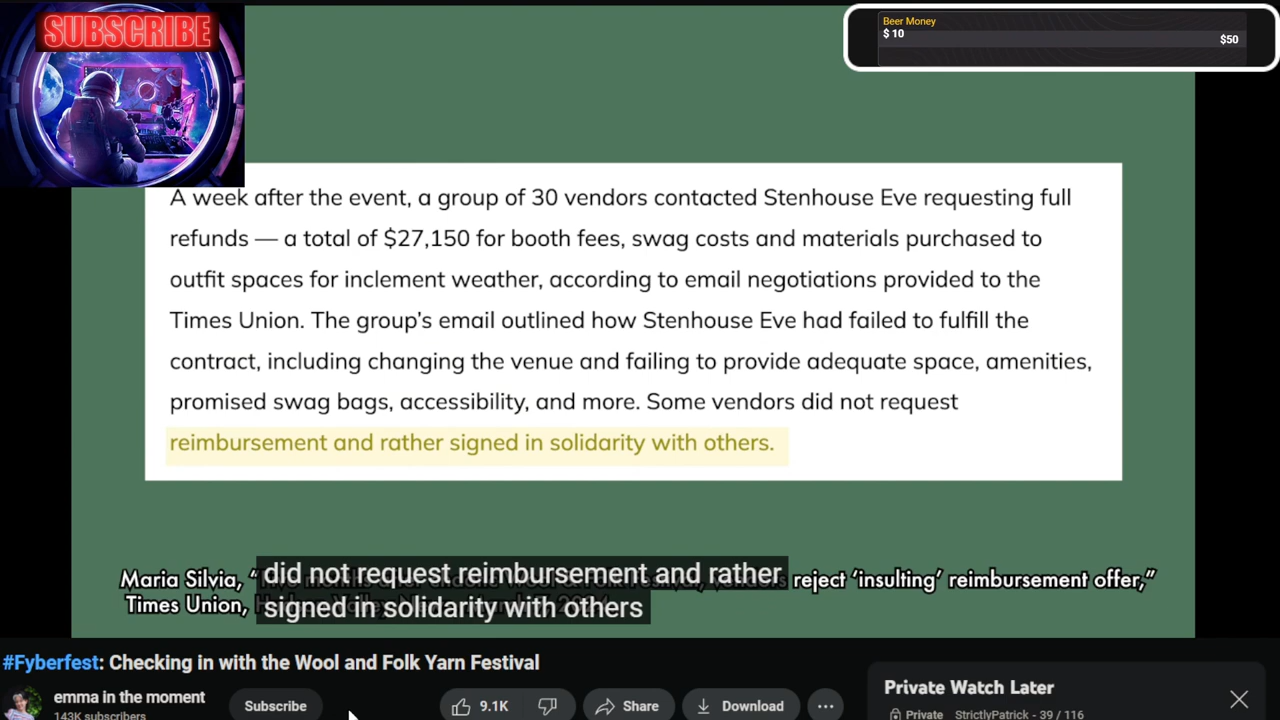 SUBSCRIBE
Beer Money
$ 10
$50
A week after the event, a group of 30 vendors contacted Stenhouse Eve requesting full
refunds — a total of $27,150 for booth fees, swag costs and materials purchased to
outfit spaces for inclement weather, according to email negotiations provided to the
Times Union. The group's email outlined how Stenhouse Eve had failed to fulfill the
contract, including changing the venue and failing to provide adequate space, amenities,
promised swag bags, accessibility, and more. Some vendors did not request
reimbursement and rather signed in solidarity with others.
Maria Silvia, “ reject ‘insulting’ reimbursement offer,”
Times Union,
did not request reimbursement and rather
signed in solidarity with others
#Fyberfest: Checking in with the Wool and Folk Yarn Festival
emma in the moment
143K subscribers
Subscribe
9.1K
Share
Download
Private Watch Later
Private StrictlyPatrick - 39 / 116